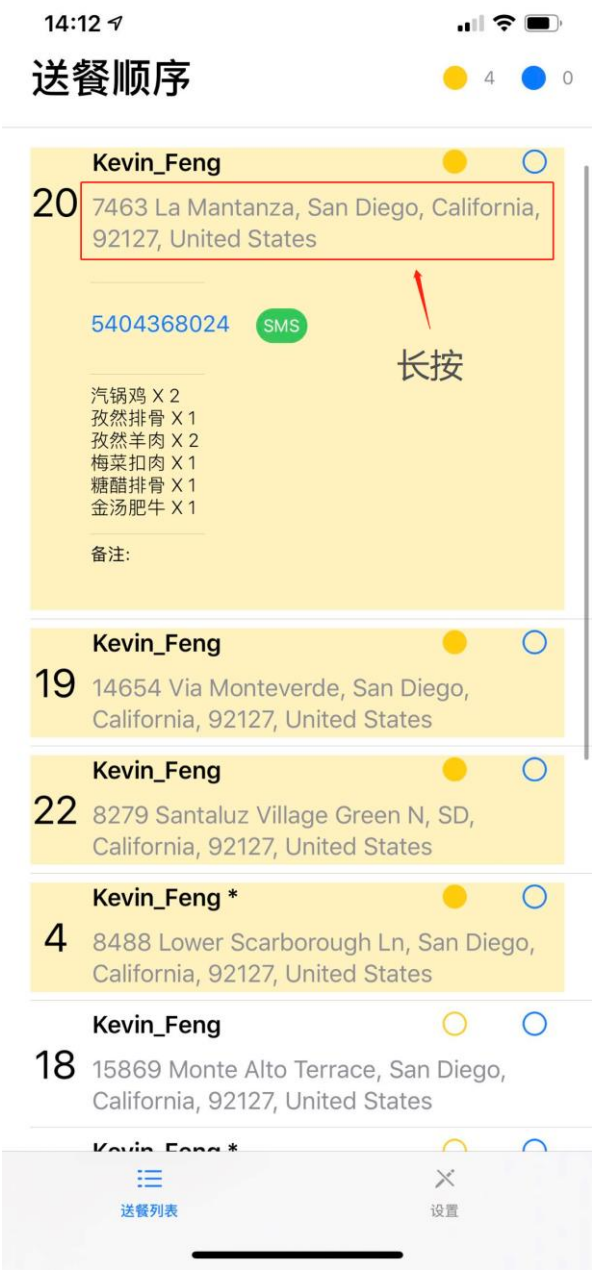 14:12
送餐顺序
4 0
Kevin_Feng
20
7463 La Mantanza, San Diego, California,
92127, United States
5404368024
SMS
长按
汽锅鸡 X 2
孜然排骨 X 1
孜然羊肉 X 2
梅菜扣肉 X 1
糖醋排骨 X 1
金汤肥牛 X 1
备注:
Kevin_Feng
19
14654 Via Monteverde, San Diego,
California, 92127, United States
Kevin_Feng
22
8279 Santaluz Village Green N, SD,
California, 92127, United States
Kevin_Feng *
4
8488 Lower Scarborough Ln, San Diego,
California, 92127, United States
Kevin_Feng
18
15869 Monte Alto Terrace, San Diego,
California, 92127, United States
Kevin_Feng *
送餐列表
设置